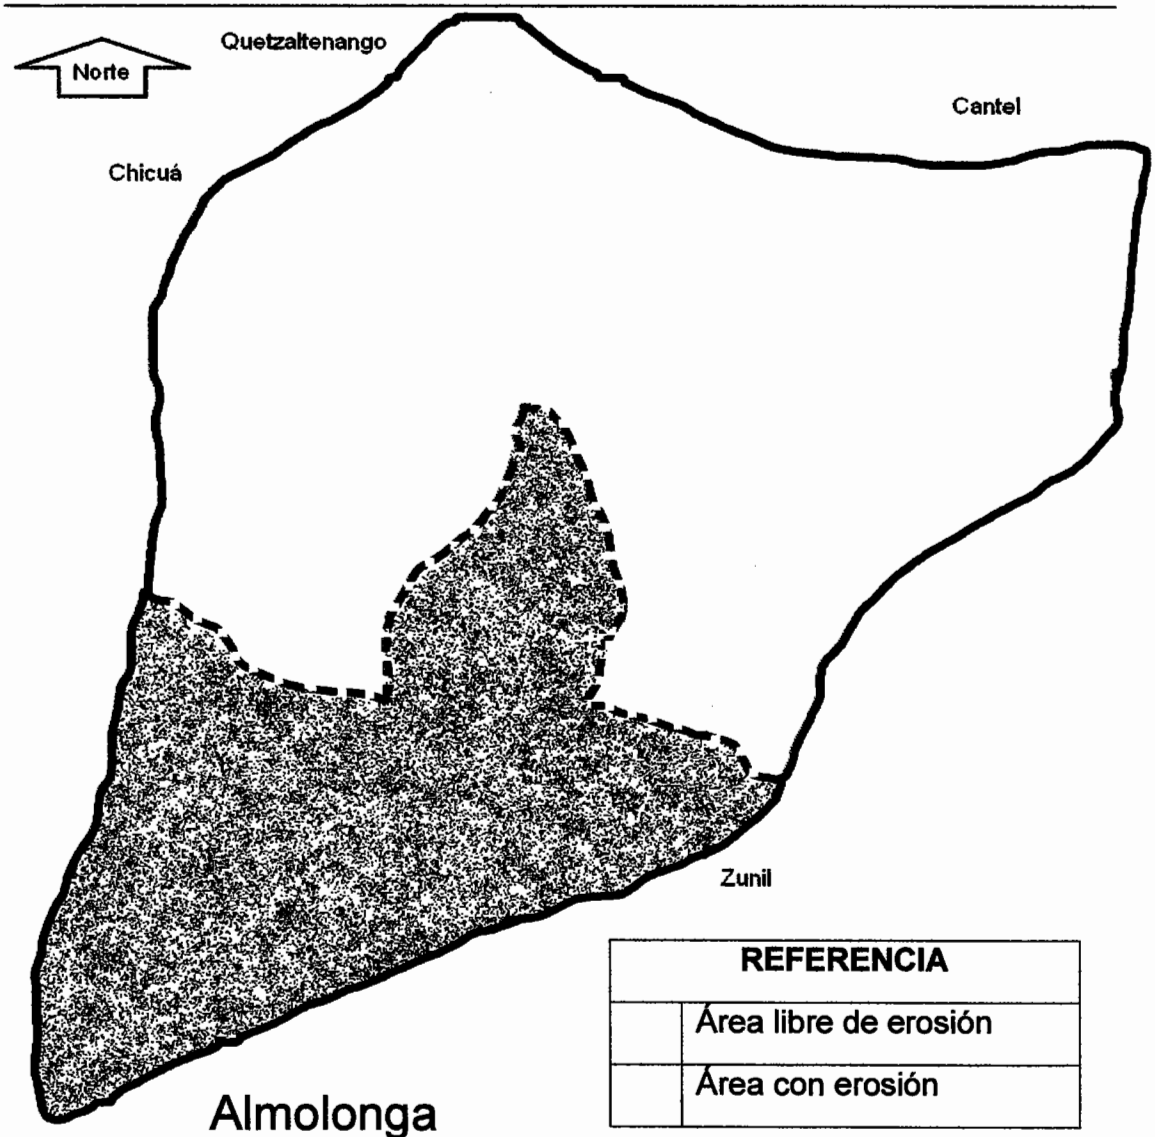 Quetzaltenango
Norte
Cantel
Chicuá
Zunil
REFERENCIA
Área libre de erosión
Área con erosión
Almolonga